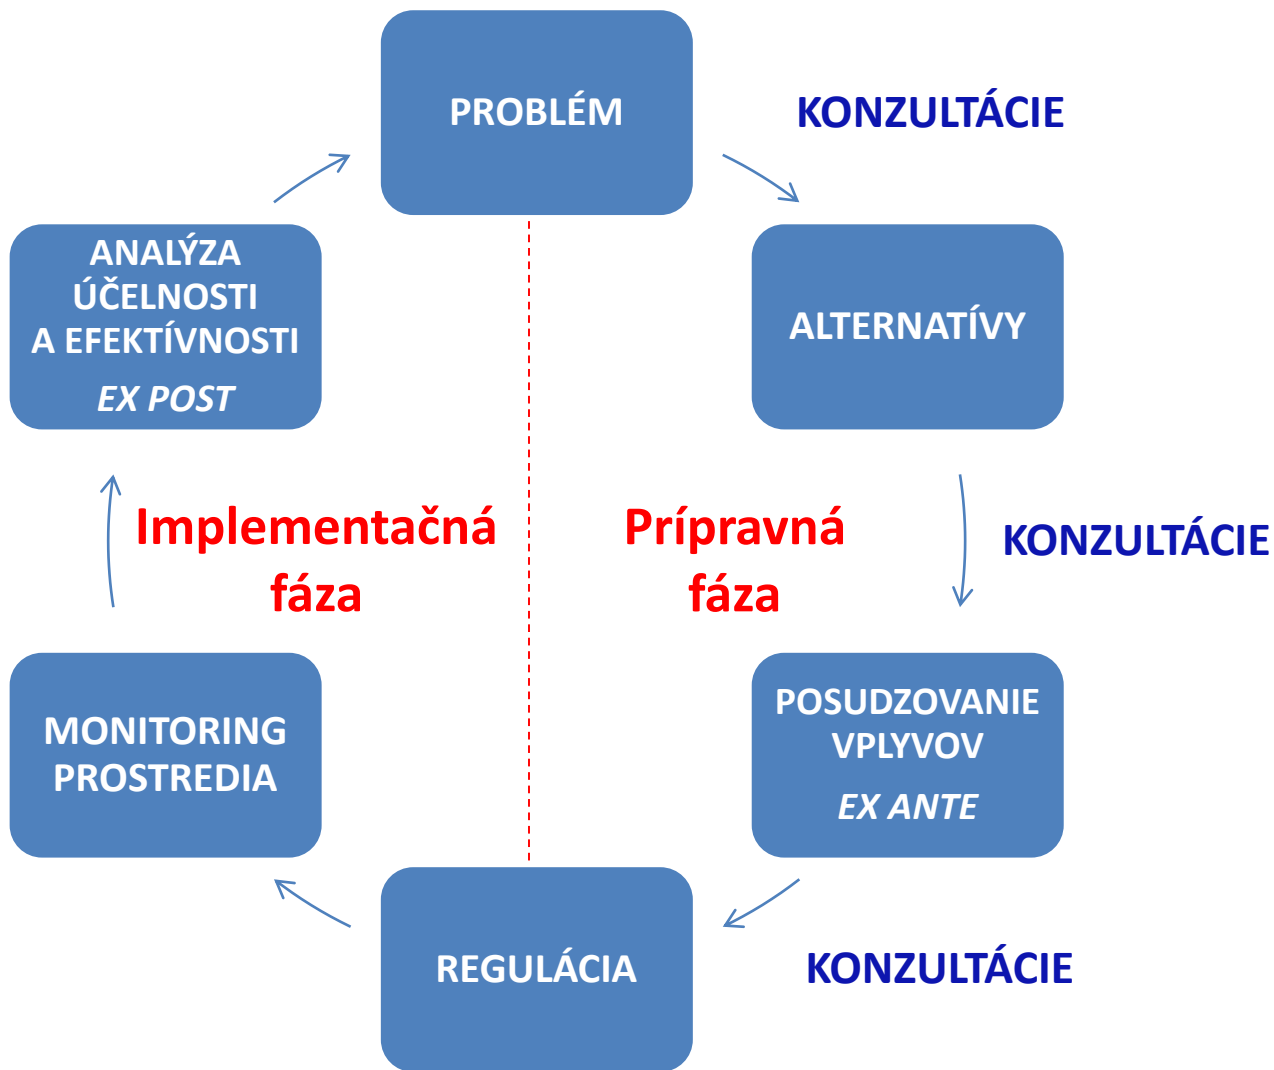 PROBLÉM
KONZULTÁCIE
ANALÝZA
ÚČELNOSTI
A EFEKTÍVNOSTI
EX POST
ALTERNATÍVY
Implementačná
fáza
Prípravná
fáza
KONZULTÁCIE
MONITORING
PROSTREDIA
POSUDZOVANIE
VPLYVOV
EX ANTE
REGULÁCIA
KONZULTÁCIE